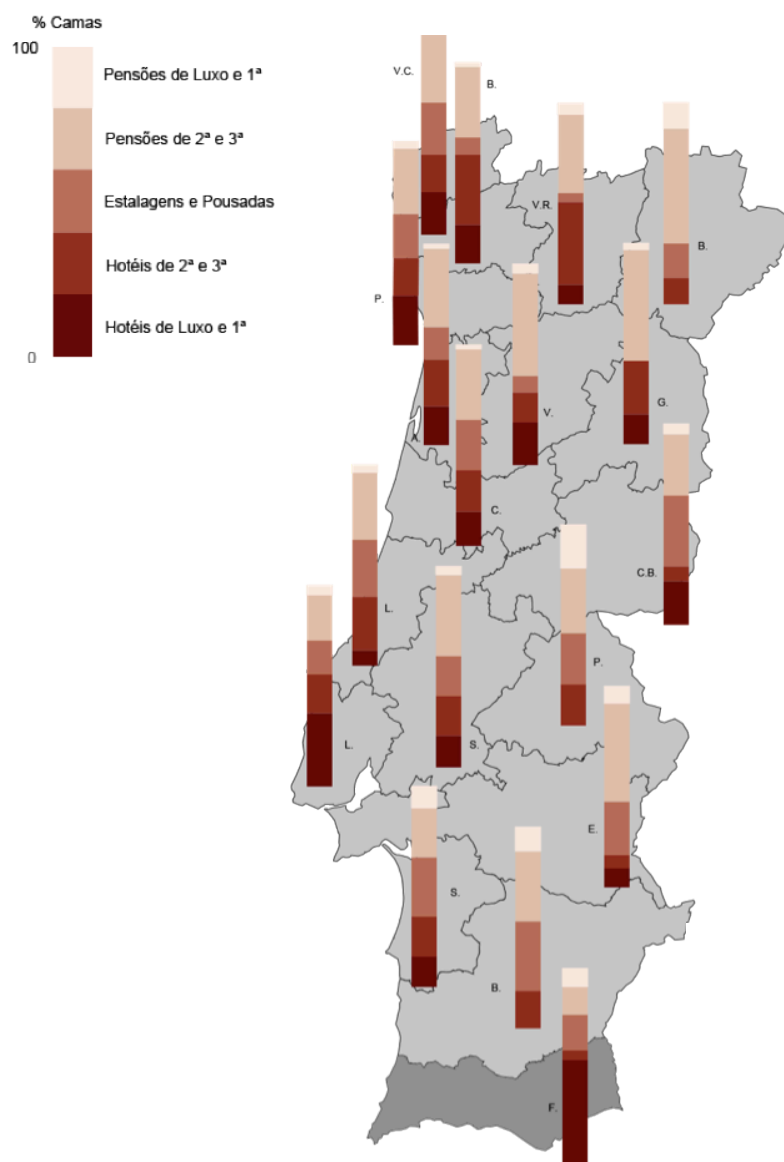 % Camas
100
Pensões de Luxo e 1ª
Pensões de 2ª e 3ª
Estalagens e Pousadas
Hotéis de 2ª e 3ª
Hotéis de Luxo e 1ª
0
V.C.
B.
V.R.
B.
P.
A.
V.
G.
C.
C.B.
L.
P.
L.
S.
E.
S.
B.
F.